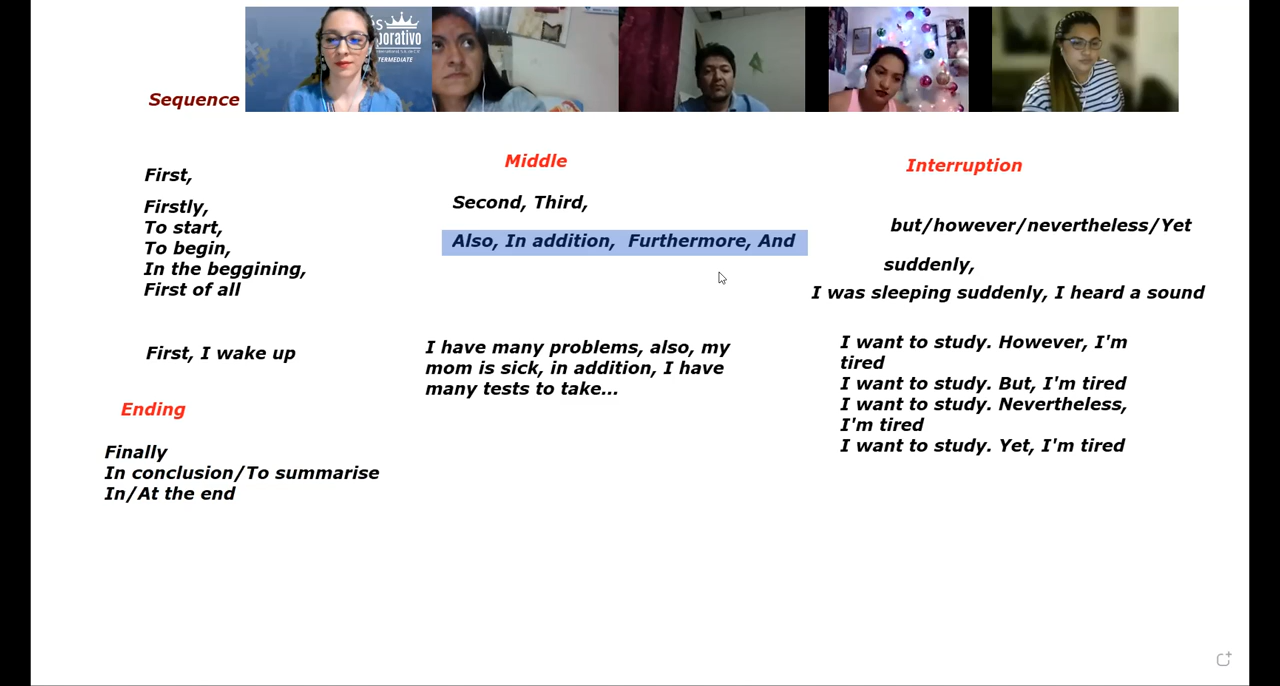 Sequence
First,
Firstly,
To start,
To begin,
In the beggining,
First of all
First, I wake up
Ending
Finally
In conclusion/To summarise
In/At the end
Middle
Second, Third,
Also, In addition, Furthermore, And
I have many problems, also, my
mom is sick, in addition, I have
many tests to take...
Interruption
but/however/nevertheless/Yet
suddenly,
I was sleeping suddenly, I heard a sound
I want to study. However, I'm
tired
I want to study. But, I'm tired
I want to study. Nevertheless,
I'm tired
I want to study. Yet, I'm tired